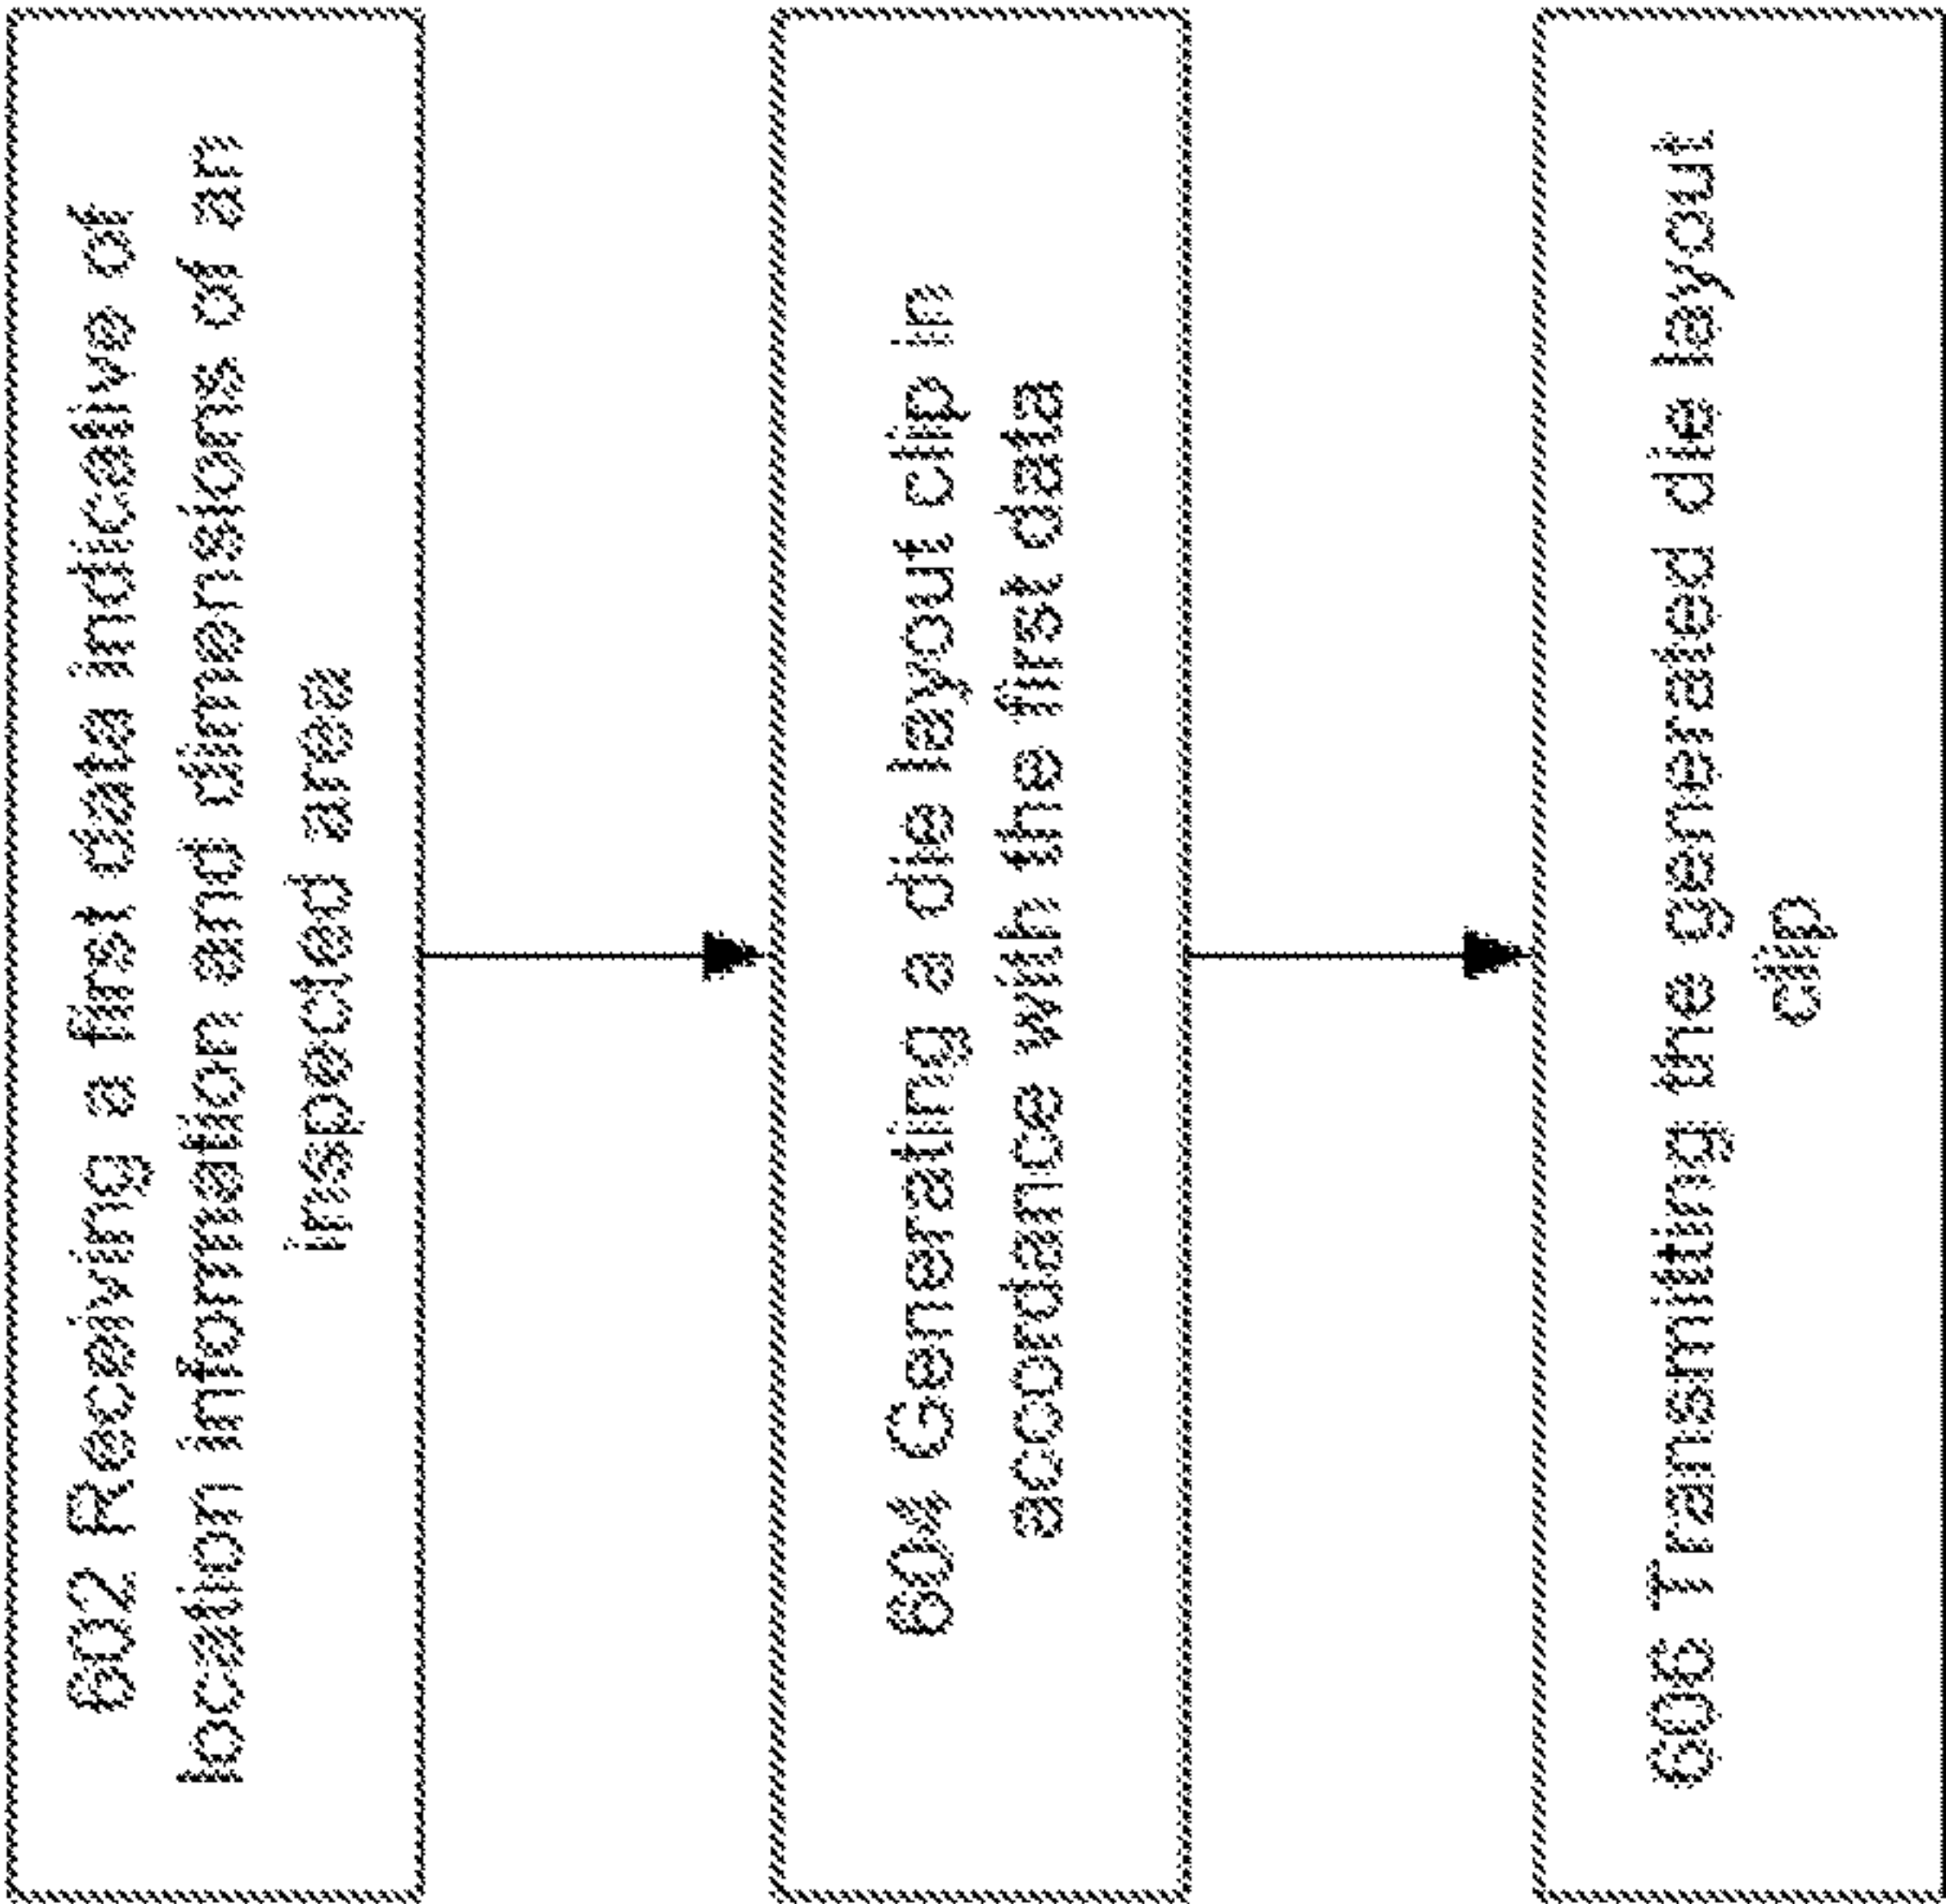 602 Receiving a first data indicative of
location information and dimensions of an
inspected area
604 Generating a die layout clip in
accordance with the first data
606 Transmitting the generated die layout
clip